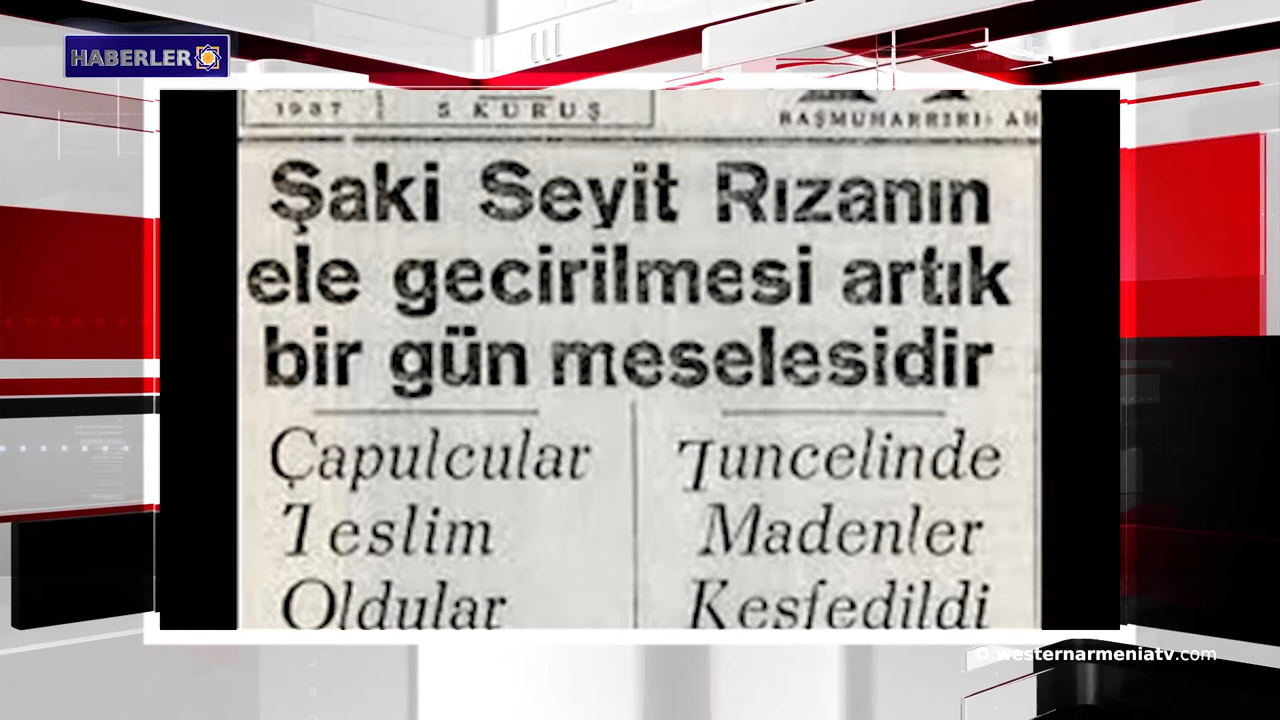 HABERLER
1937
5 KURUŞ
BAŞMUHARRİRİ: AH
Şaki Seyit Rızanın
ele gecirilmesi artık
bir gün meselesidir
Çapulcular
Teslim
Oldular
Tuncelinde
Madenler
Kesfedildi
© westernarmeniatv.com